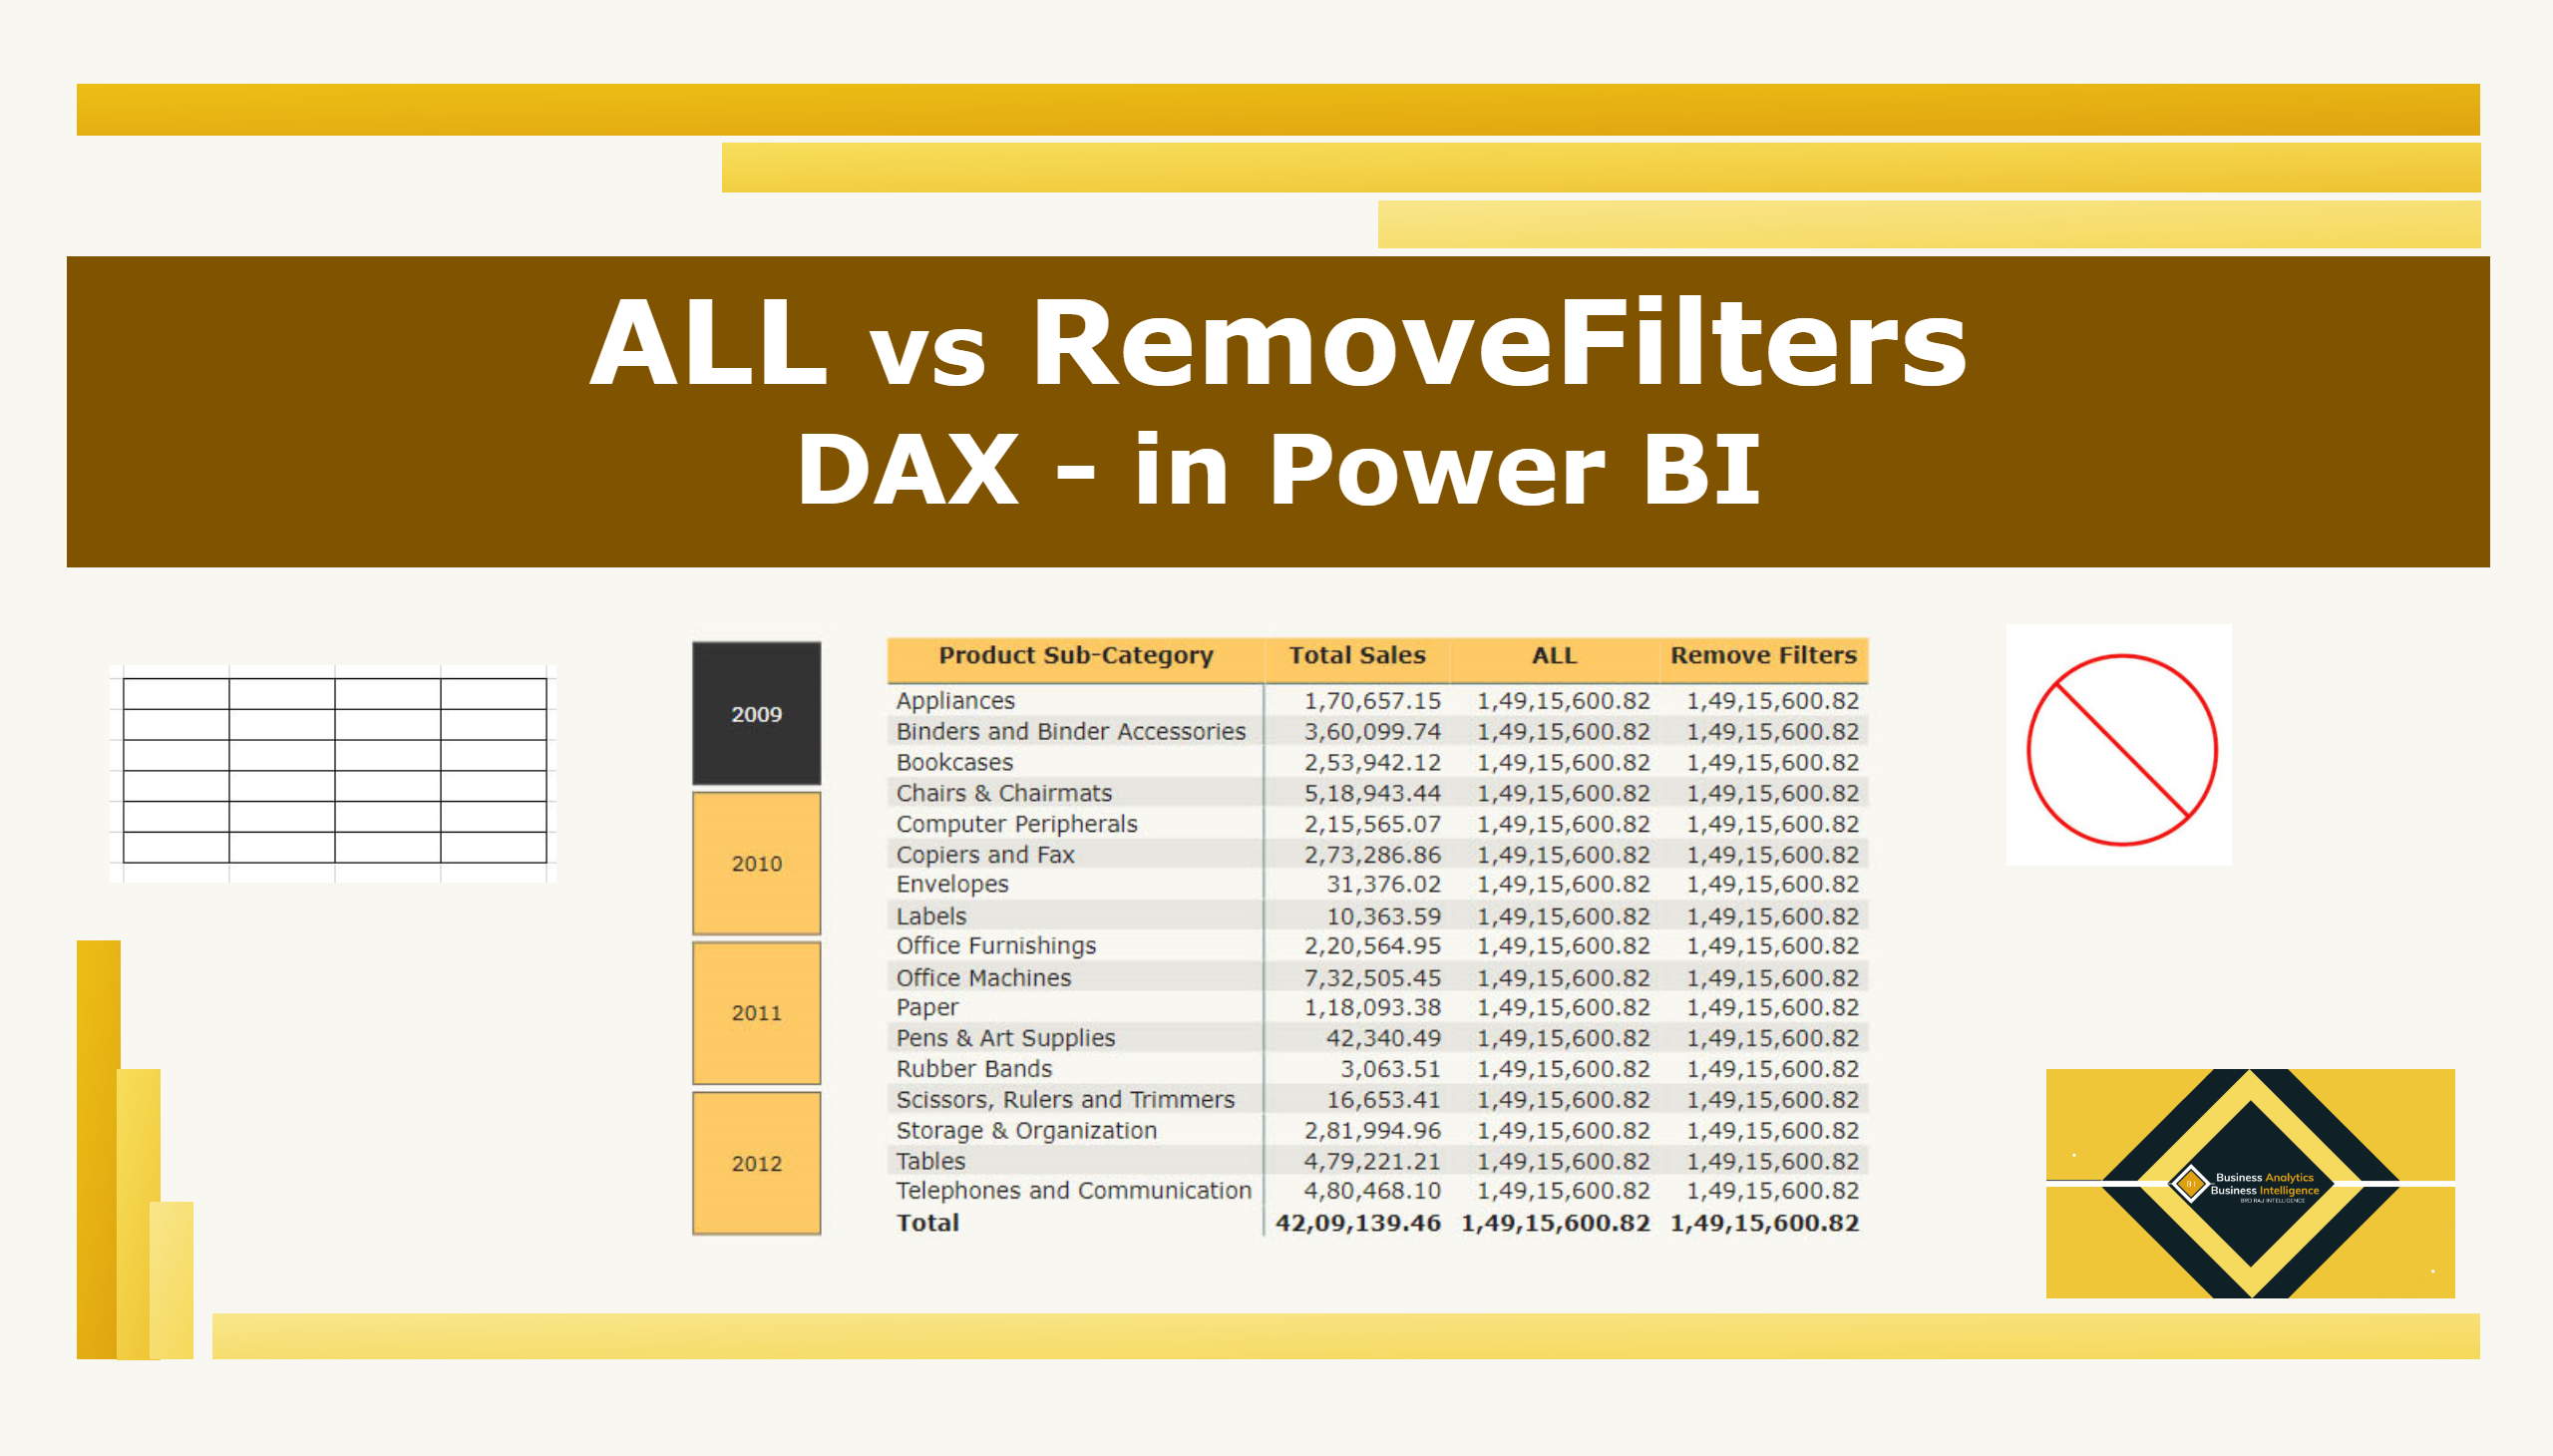 ALL vs RemoveFilters
DAX - in Power BI
2009
2010
2011
2012
Product Sub-Category Total Sales ALL Remove Filters
Appliances 1,70,657.15 1,49,15,600.82 1,49,15,600.82
Binders and Binder Accessories 3,60,099.74 1,49,15,600.82 1,49,15,600.82
Bookcases 2,53,942.12 1,49,15,600.82 1,49,15,600.82
Chairs & Chairmats 5,18,943.44 1,49,15,600.82 1,49,15,600.82
Computer Peripherals 2,15,565.07 1,49,15,600.82 1,49,15,600.82
Copiers and Fax 2,73,286.86 1,49,15,600.82 1,49,15,600.82
Envelopes 31,376.02 1,49,15,600.82 1,49,15,600.82
Labels 10,363.59 1,49,15,600.82 1,49,15,600.82
Office Furnishings 2,20,564.95 1,49,15,600.82 1,49,15,600.82
Office Machines 7,32,505.45 1,49,15,600.82 1,49,15,600.82
Paper 1,18,093.38 1,49,15,600.82 1,49,15,600.82
Pens & Art Supplies 42,340.49 1,49,15,600.82 1,49,15,600.82
Rubber Bands 3,063.51 1,49,15,600.82 1,49,15,600.82
Scissors, Rulers and Trimmers 16,653.41 1,49,15,600.82 1,49,15,600.82
Storage & Organization 2,81,994.96 1,49,15,600.82 1,49,15,600.82
Tables 4,79,221.21 1,49,15,600.82 1,49,15,600.82
Telephones and Communication 4,80,468.10 1,49,15,600.82 1,49,15,600.82
Total 42,09,139.46 1,49,15,600.82 1,49,15,600.82
Business Analytics
Business Intelligence
BRO RAJ INTELLIGENCE